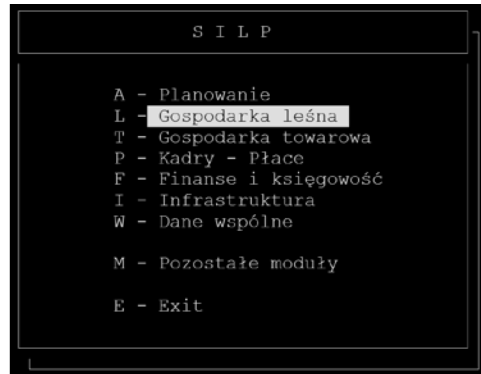 S I L P
A - Planowanie
L - Gospodarka leśna
T - Gospodarka towarowa
P - Kadry - Płace
F - Finanse i księgowość
I - Infrastruktura
W - Dane wspólne
M - Pozostałe moduły
E - Exit